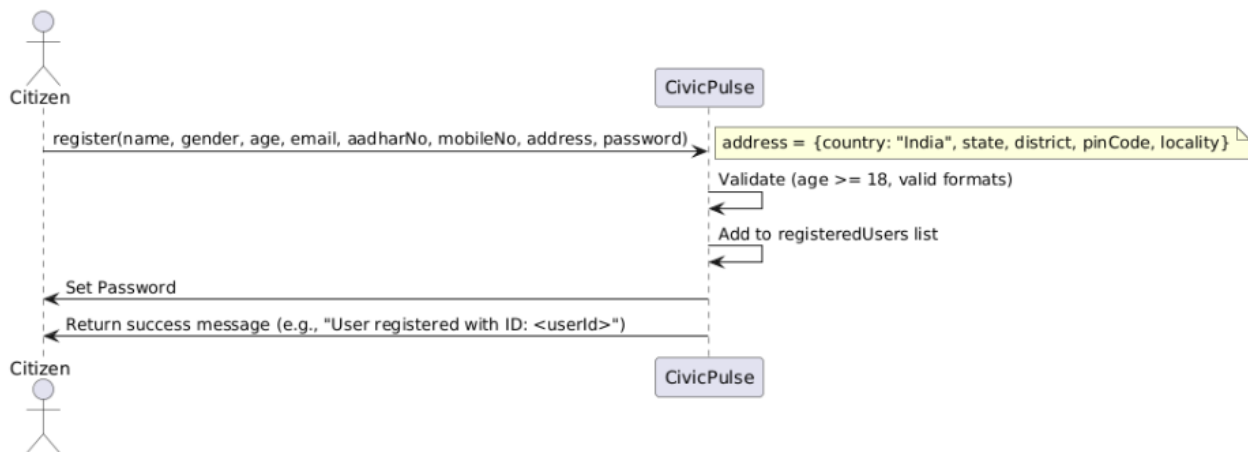 Citizen
CivicPulse
register(name, gender, age, email, aadharNo, mobileNo, address, password)
address = {country: "India", state, district, pinCode, locality}
Validate (age >= 18, valid formats)
Add to registeredUsers list
Set Password
Return success message (e.g., "User registered with ID: <userId>")
Citizen
CivicPulse